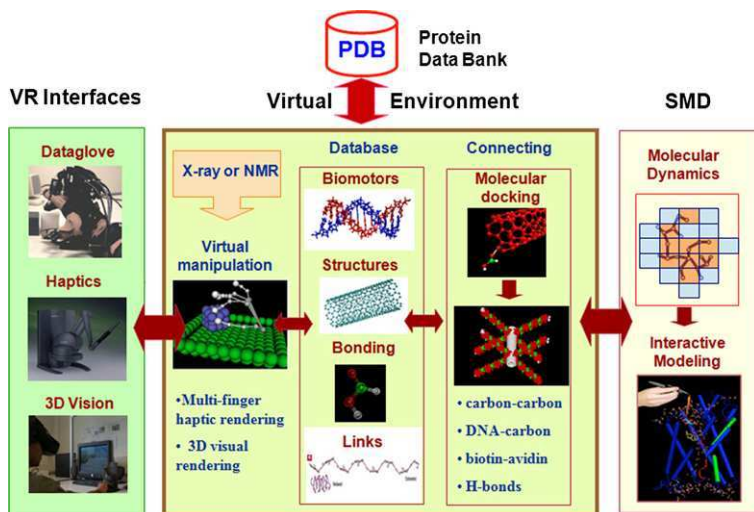 PDB
Protein
Data Bank
VR Interfaces
Virtual Environment
SMD
Dataglove
Haptics
3D Vision
X-ray or NMR
Virtual
manipulation
•Multi-finger
haptic rendering
• 3D visual
rendering
Database
Biomotors
Structures
Bonding
Links
Connecting
Molecular
docking
• carbon-carbon
• DNA-carbon
• biotin-avidin
• H-bonds
Molecular
Dynamics
Interactive
Modeling